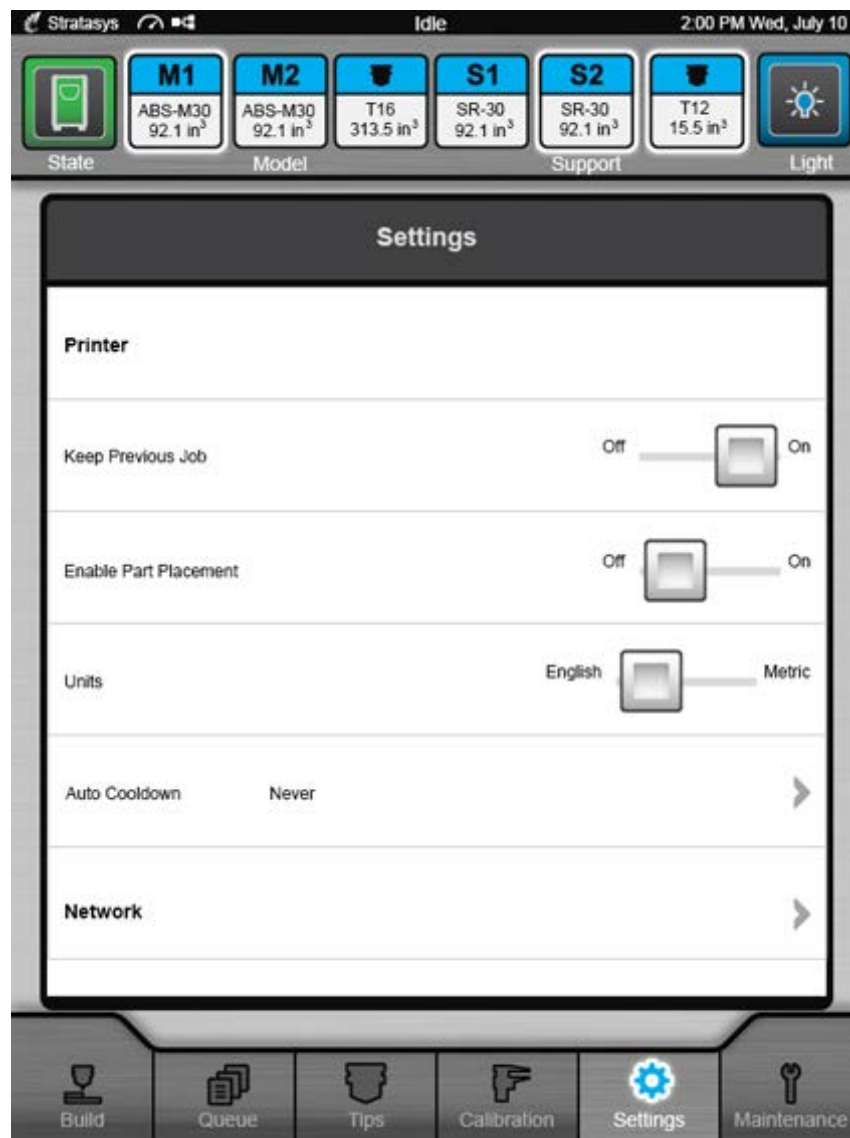 Stratasys Idle 2:00 PM Wed, July 10
M1 M2 S1 S2
ABS-M30 ABS-M30 T16 SR-30 SR-30 T12
92.1 in³ 92.1 in³ 313.5 in³ 92.1 in³ 92.1 in³ 15.5 in³
State Model Support Light
Settings
Printer
Keep Previous Job Off On
Enable Part Placement Off On
Units English Metric
Auto Cooldown Never
Network
Build Queue Tips Calibration Settings Maintenance